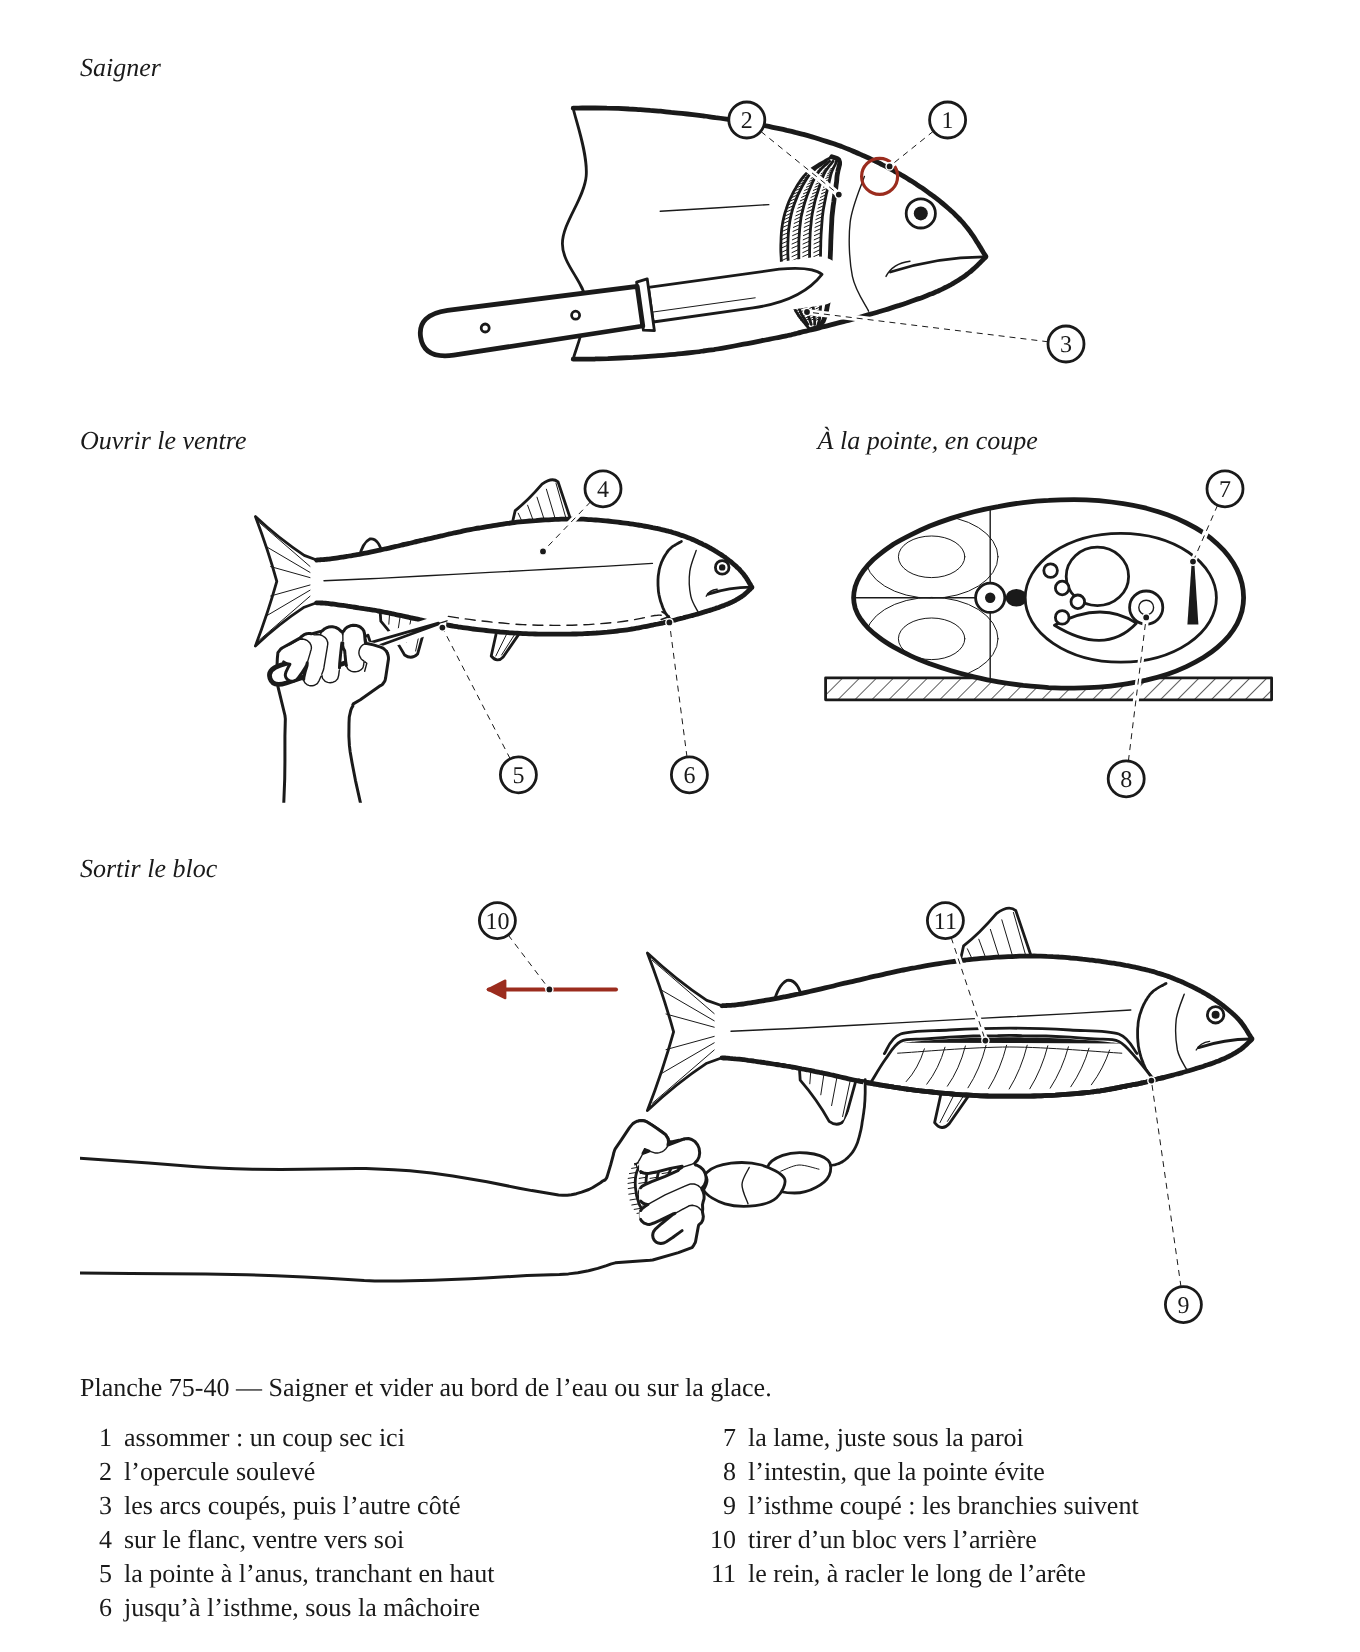 Saigner
2
1
3
Ouvrir le ventre
À la pointe, en coupe
4
7
5
6
8
Sortir le bloc
10
11
9
Planche 75-40 — Saigner et vider au bord de l’eau ou sur la glace.
1 assommer : un coup sec ici
2 l’opercule soulevé
3 les arcs coupés, puis l’autre côté
4 sur le flanc, ventre vers soi
5 la pointe à l’anus, tranchant en haut
6 jusqu’à l’isthme, sous la mâchoire
7 la lame, juste sous la paroi
8 l’intestin, que la pointe évite
9 l’isthme coupé : les branchies suivent
10 tirer d’un bloc vers l’arrière
11 le rein, à racler le long de l’arête